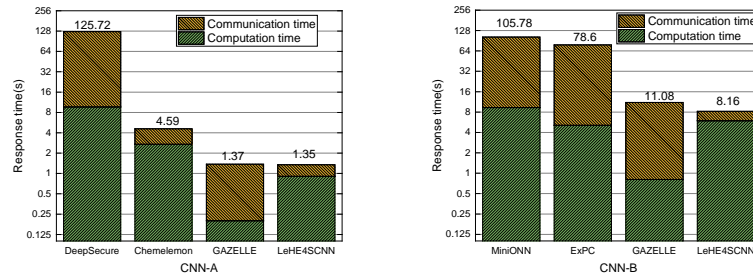 256
128
64
32
16
8
4
2
1
0.5
0.25
0.125
Response time(s)
125.72
4.59
1.37
1.35
Communication time
Computation time
DeepSecure
Chemelemon
GAZELLE
LeHE4SCNN
CNN-A
256
128
64
32
16
8
4
2
1
0.5
0.25
0.125
Response time(s)
105.78
78.6
11.08
8.16
Communication time
Computation time
MiniONN
ExPC
GAZELLE
LeHE4SCNN
CNN-B